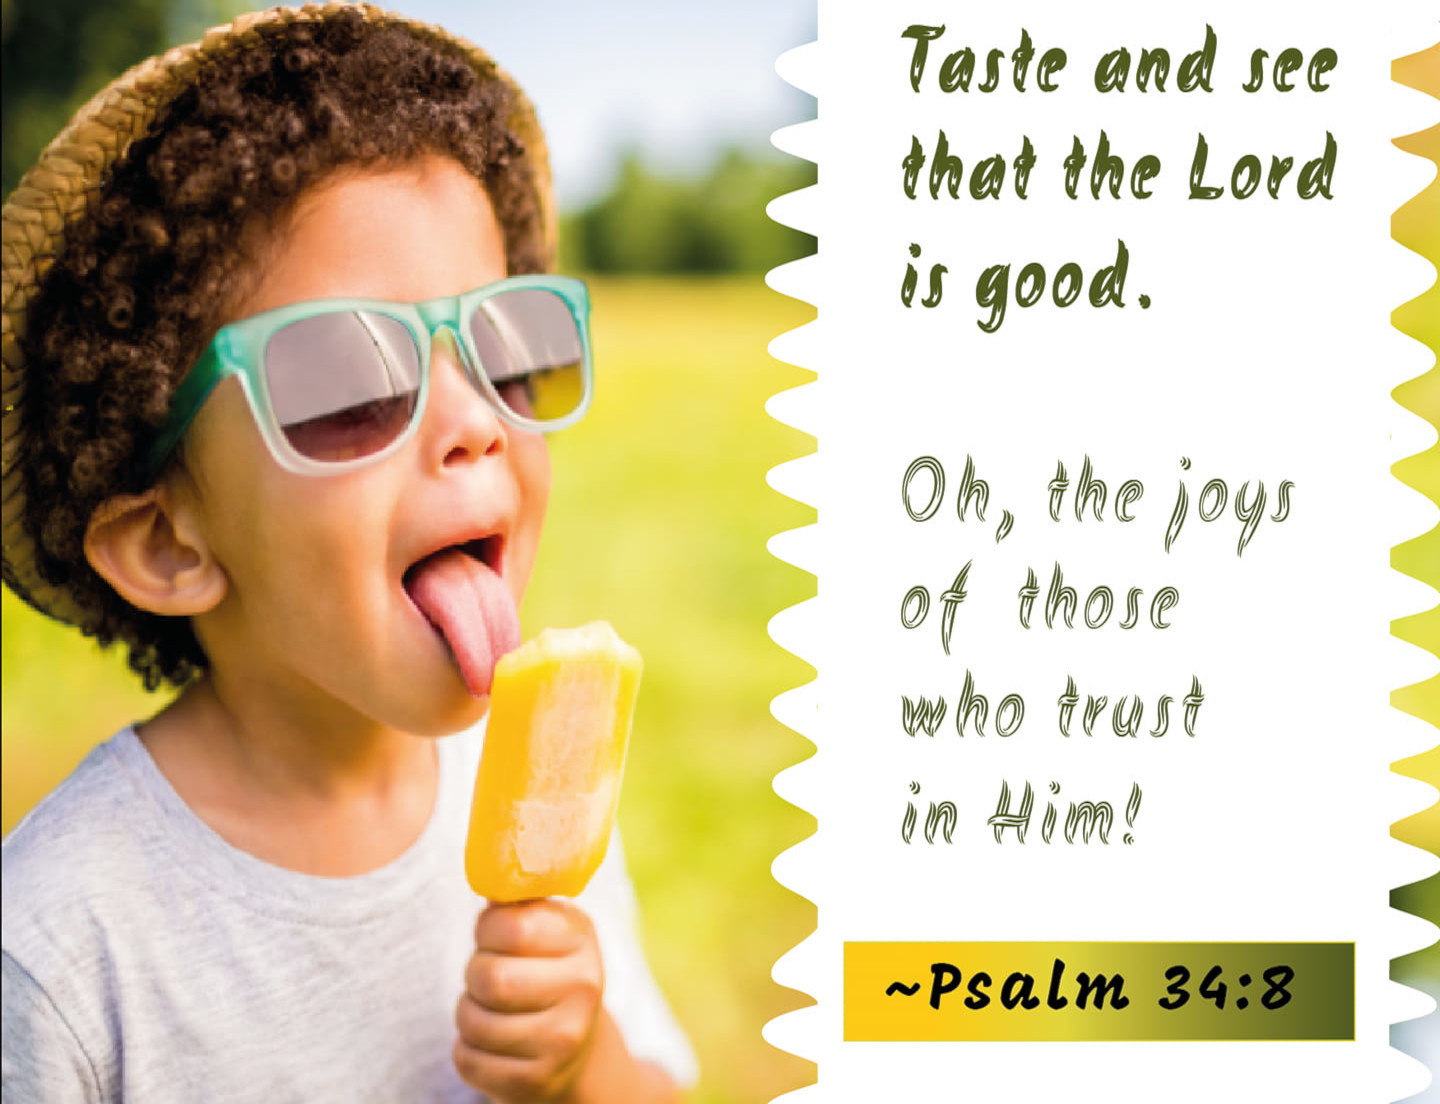 Taste and see
that the Lord
is good.
Oh, the joys
of those
who trust
in Him!
~Psalm 34:8